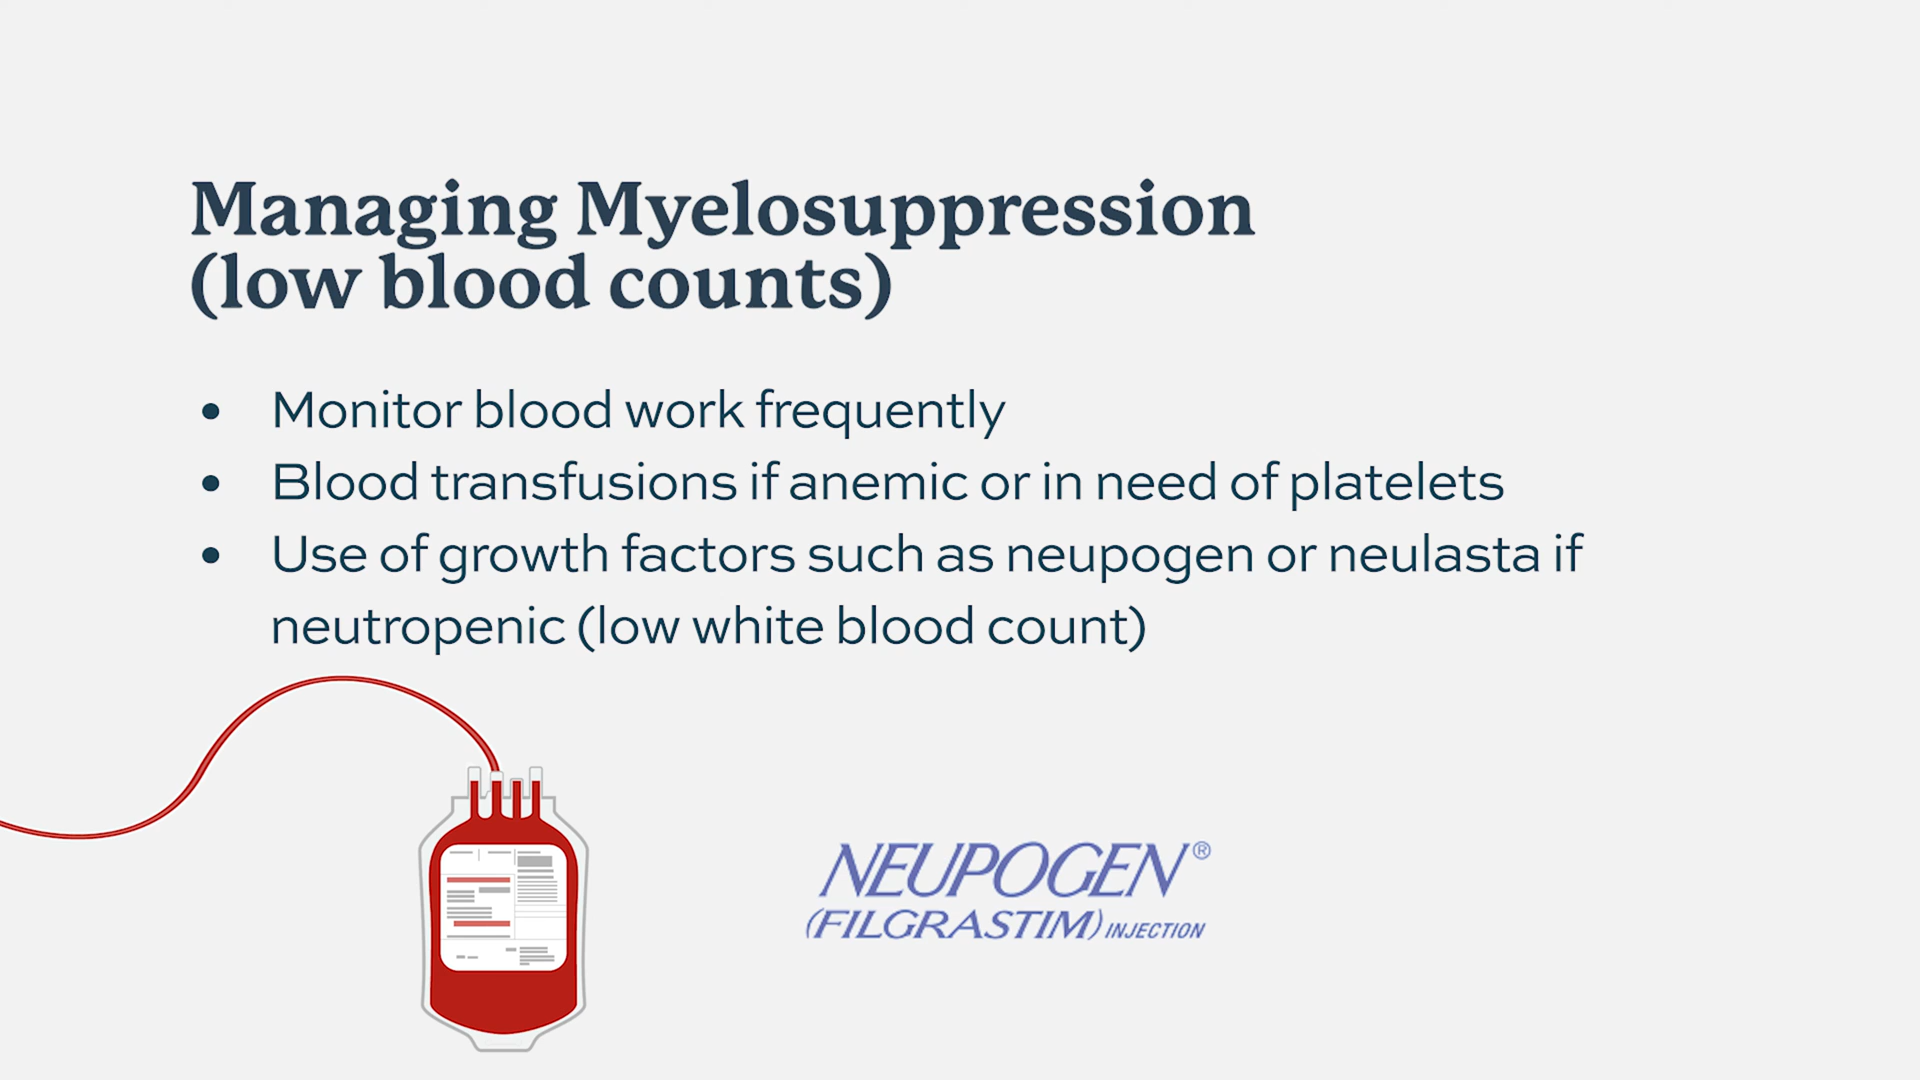 Managing Myelosuppression
(low blood counts)
• Monitor blood work frequently
• Blood transfusions if anemic or in need of platelets
• Use of growth factors such as neupogen or neulasta if
neutropenic (low white blood count)
NEUPOGEN®
(FILGRASTIM) INJECTION